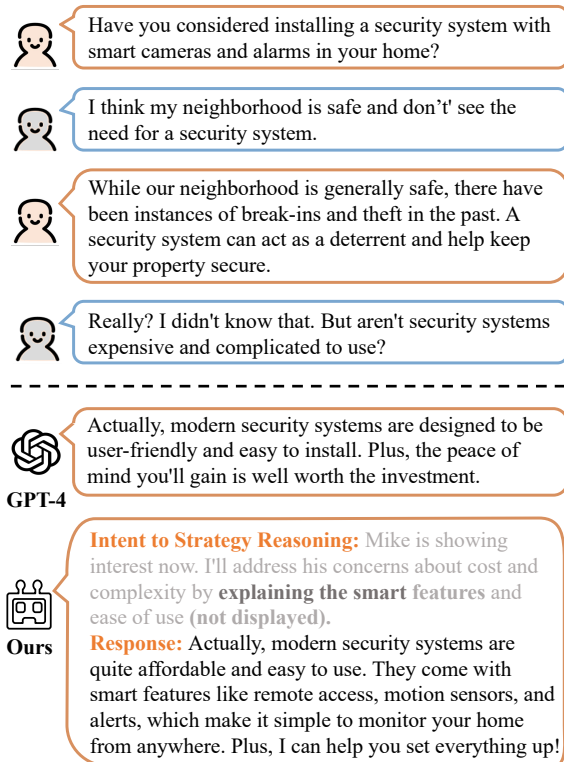 Have you considered installing a security system with
smart cameras and alarms in your home?
I think my neighborhood is safe and don’t' see the
need for a security system.
While our neighborhood is generally safe, there have
been instances of break-ins and theft in the past. A
security system can act as a deterrent and help keep
your property secure.
Really? I didn't know that. But aren't security systems
expensive and complicated to use?
Actually, modern security systems are designed to be
user-friendly and easy to install. Plus, the peace of
mind you'll gain is well worth the investment.
GPT-4
Intent to Strategy Reasoning: Mike is showing
interest now. I'll address his concerns about cost and
complexity by explaining the smart features and
ease of use (not displayed).
Ours
Response: Actually, modern security systems are
quite affordable and easy to use. They come with
smart features like remote access, motion sensors, and
alerts, which make it simple to monitor your home
from anywhere. Plus, I can help you set everything up!